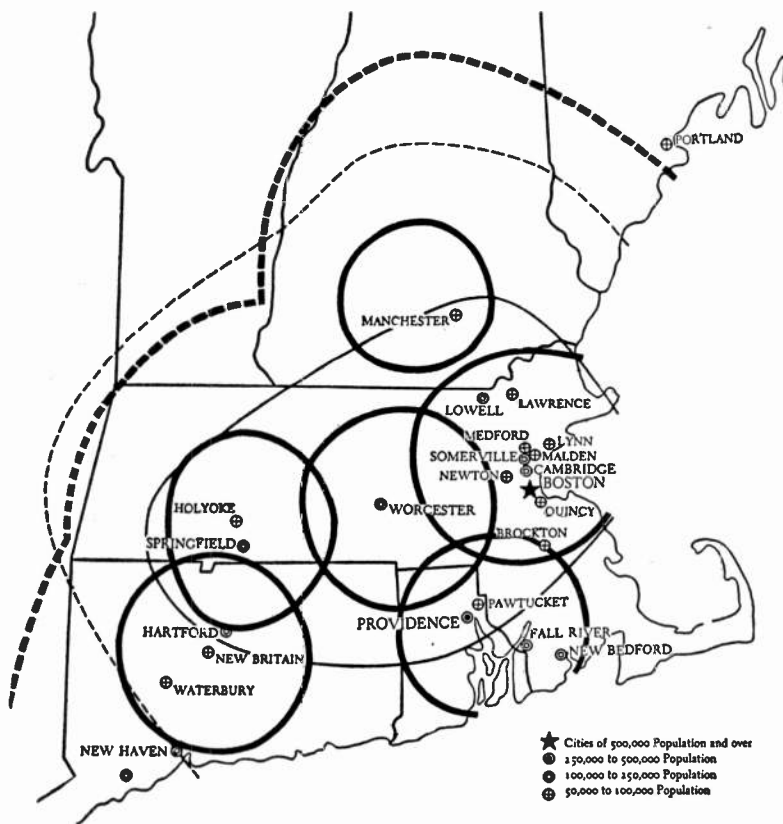 PORTLAND
MANCHESTER
LOWELL
LAWRENCE
MEDFORD
LYNN
SOMERVILLE
MALDEN
CAMBRIDGE
NEWTON
BOSTON
HOLYOKE
WORCESTER
QUINCY
SPRINGFIELD
BROCKTON
PAWTUCKET
PROVIDENCE
HARTFORD
FALL RIVER
NEW BRITAIN
NEW BEDFORD
WATERBURY
NEW HAVEN
Cities of 500,000 Population and over
250,000 to 500,000 Population
100,000 to 250,000 Population
50,000 to 100,000 Population